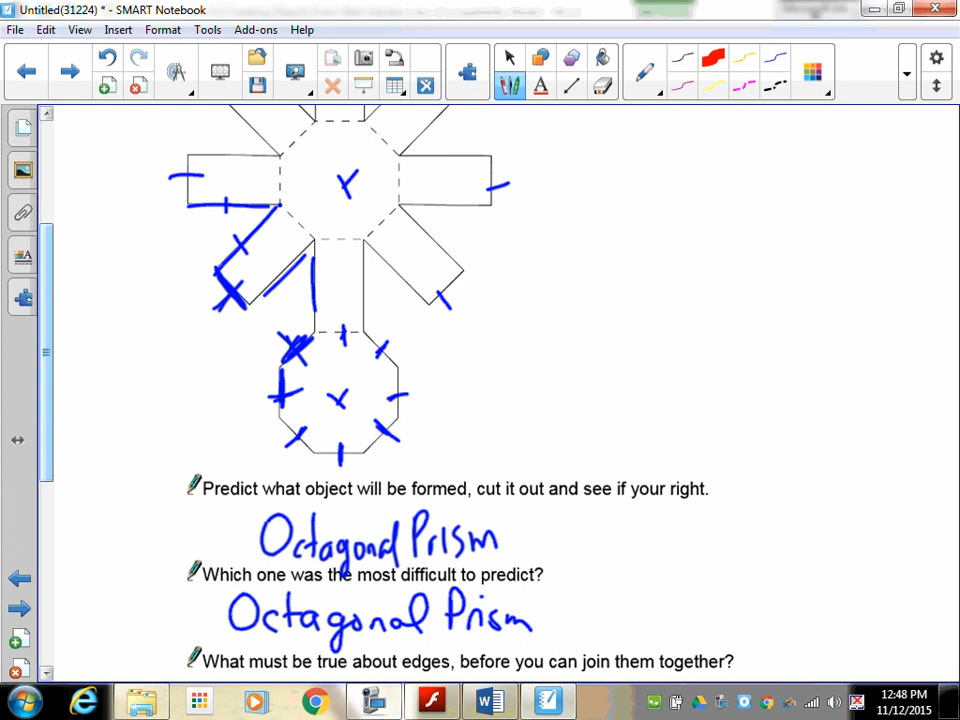 Untitled(31224) * - SMART Notebook
File Edit View Insert Format Tools Add-ons Help
Predict what object will be formed, cut it out and see if your right.
Octagonal Prism
Which one was the most difficult to predict?
Octagonal Prism
What must be true about edges, before you can join them together?
12:48 PM
11/12/2015